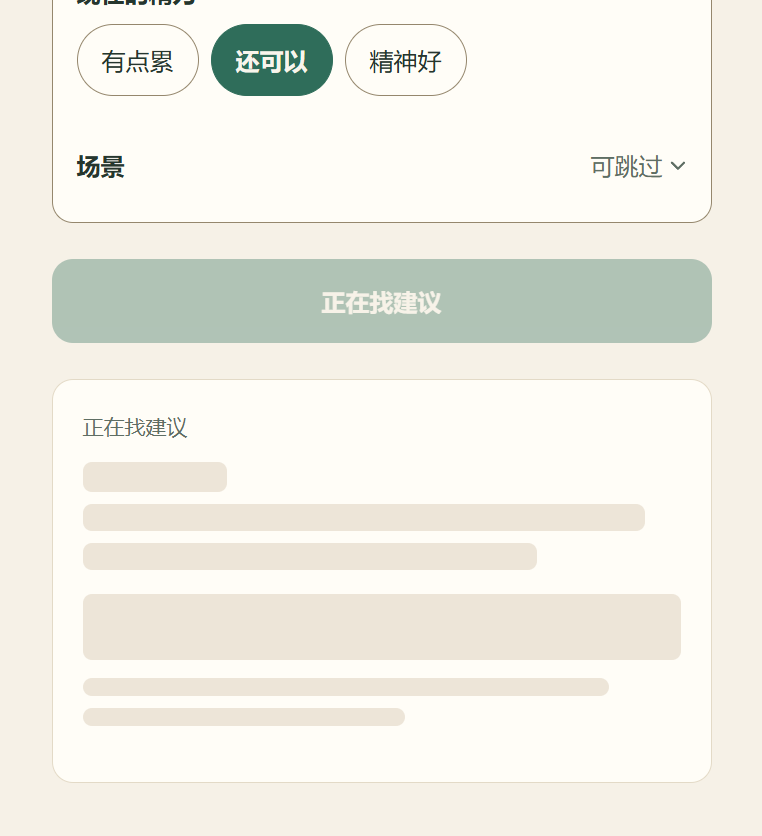 有点累 还可以 精神好
场景 可跳过
正在找建议
正在找建议